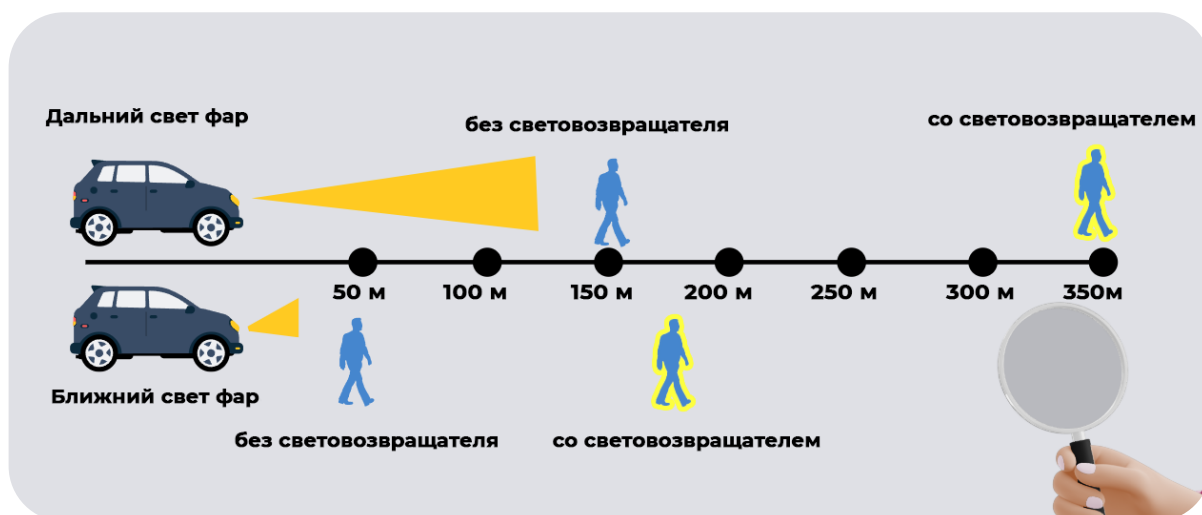 Дальний свет фар
без световозвращателя
со световозвращателем
50 м
100 м
150 м
200 м
250 м
300 м
350м
Ближний свет фар
без световозвращателя
со световозвращателем